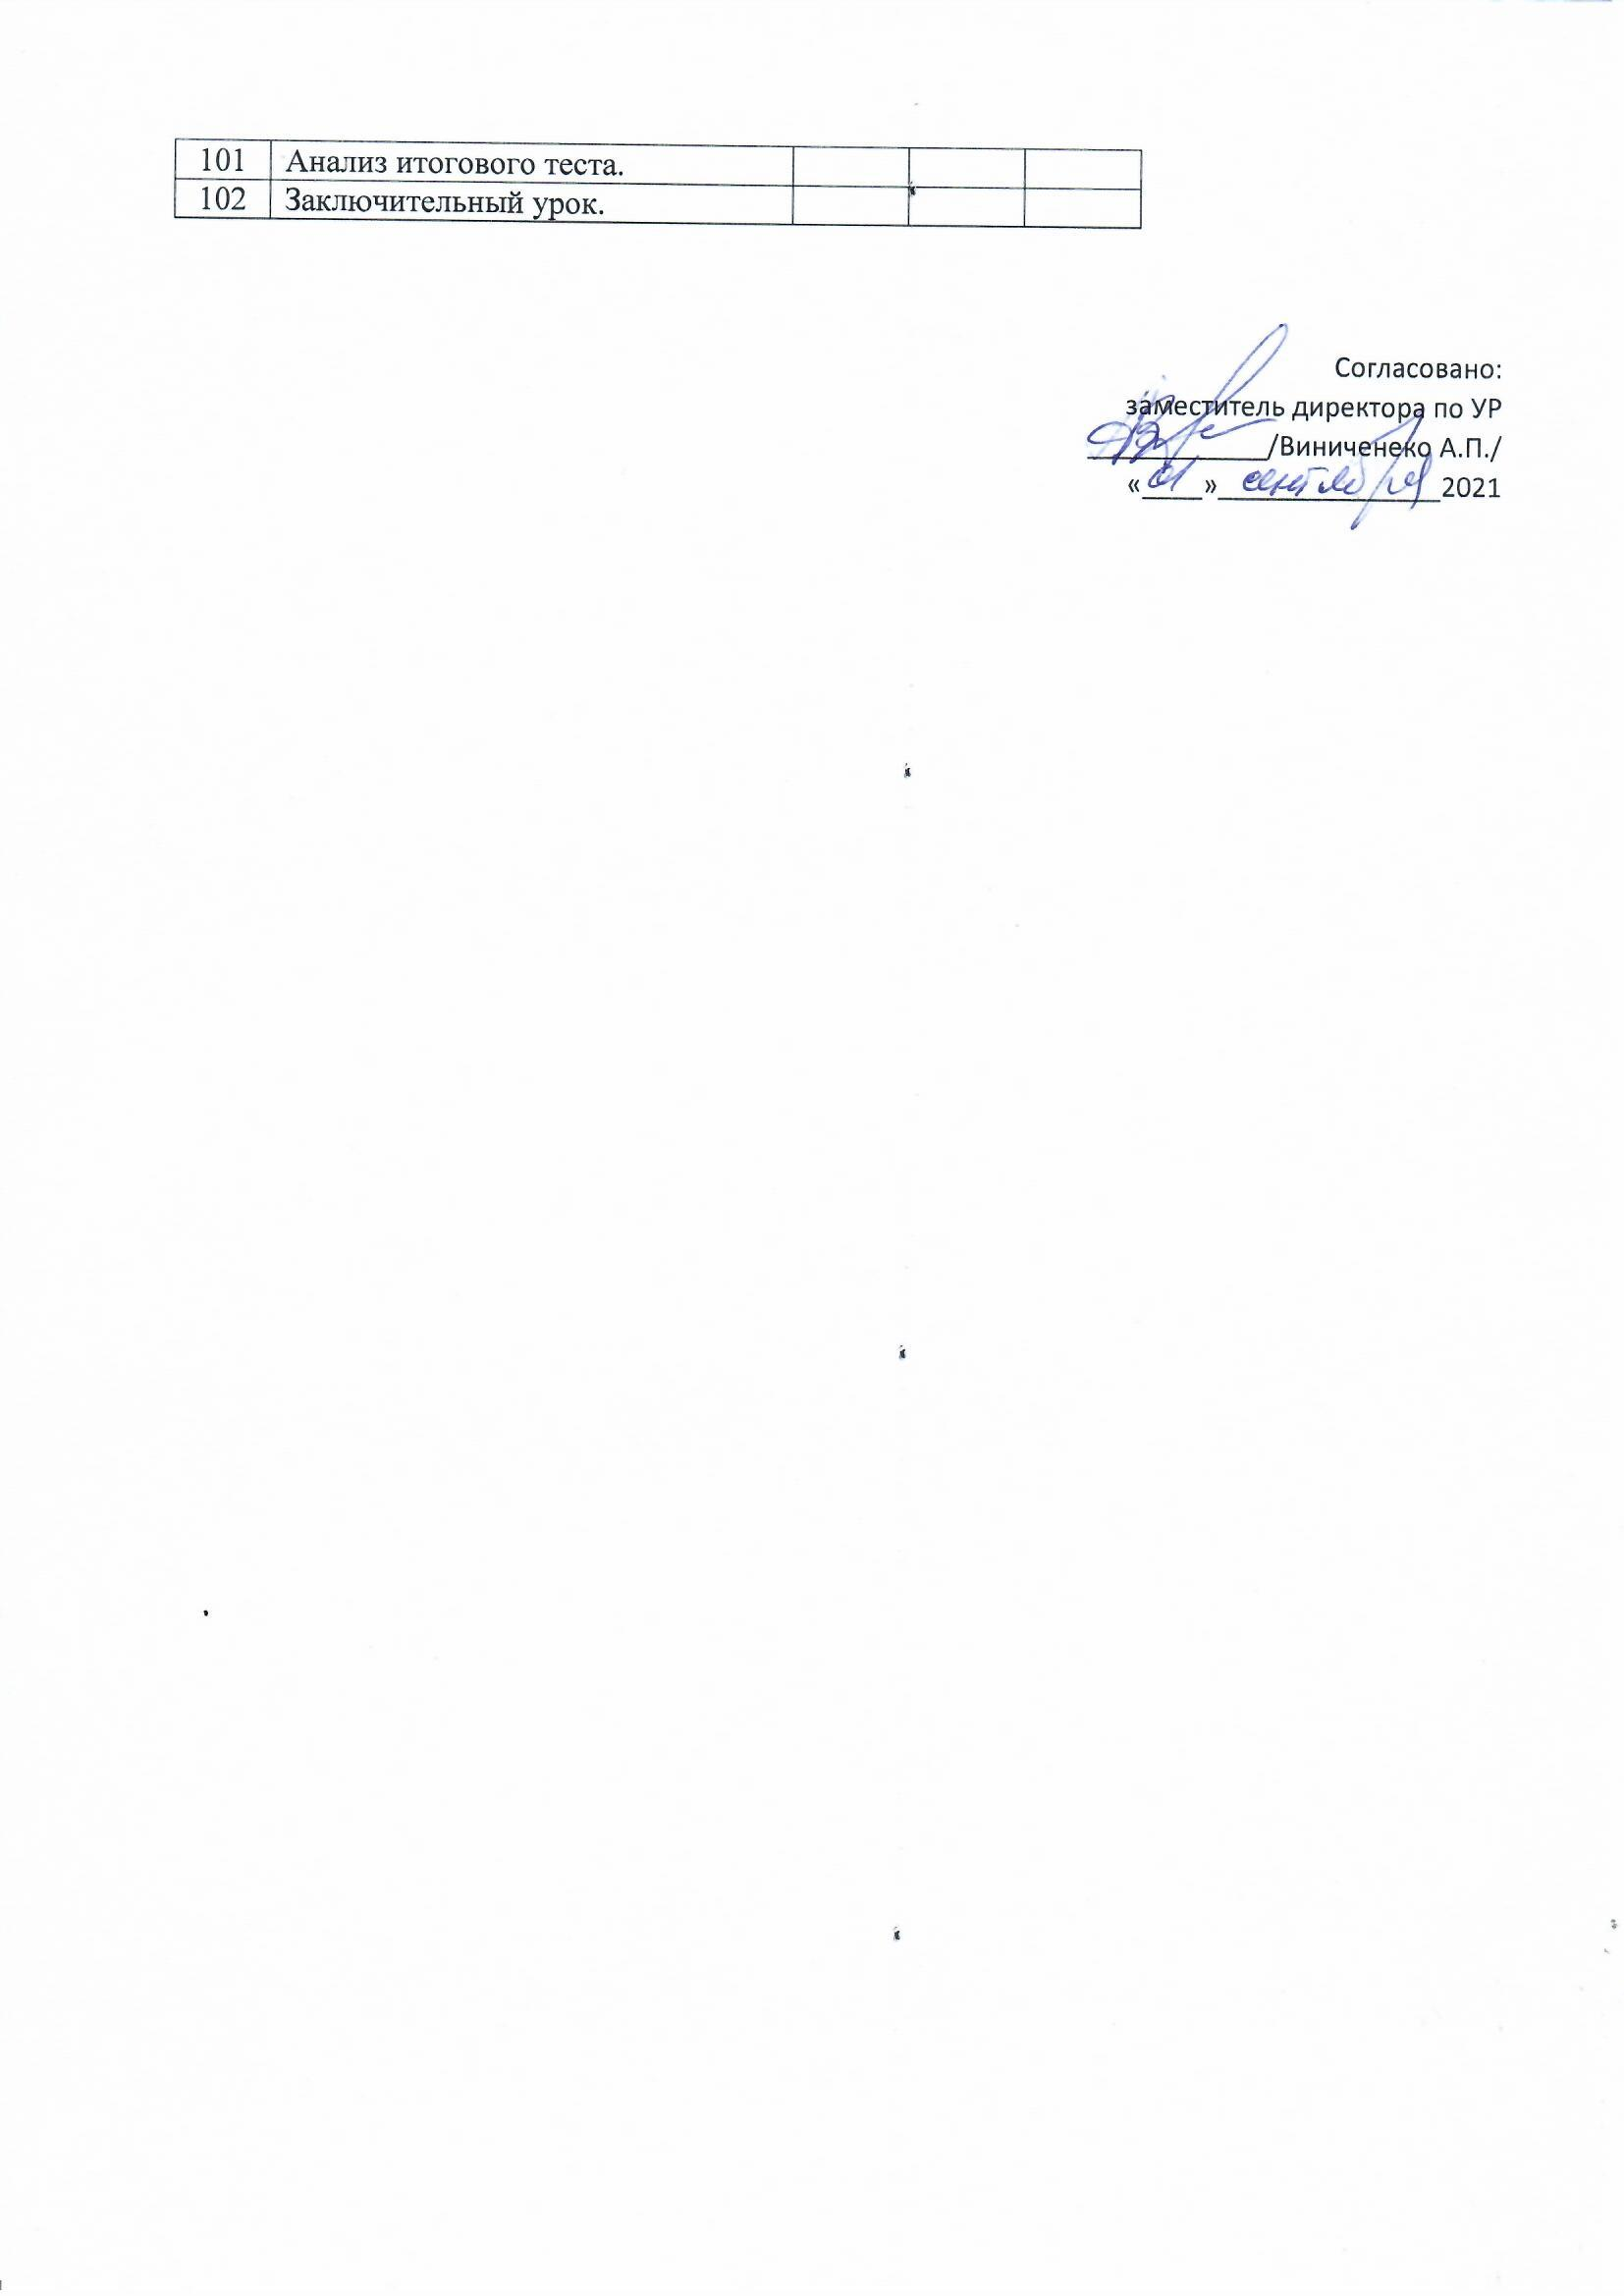 101 Анализ итогового теста.
102 Заключительный урок.
Согласовано:
заместитель директора по УР
/Виниченеко А.П./
«01» сентября 2021